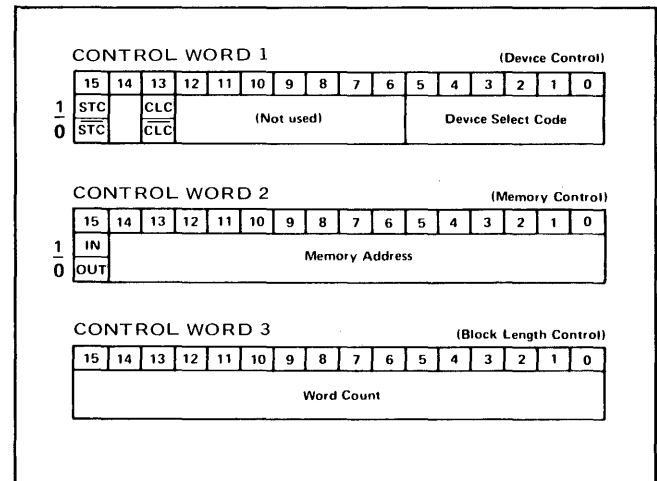 CONTROL WORD 1 (Device Control)
15 14 13 12 11 10 9 8 7 6 5 4 3 2 1 0
1 STC CLC (Not used) Device Select Code
0 S̅T̅C̅ C̅L̅C̅
CONTROL WORD 2 (Memory Control)
15 14 13 12 11 10 9 8 7 6 5 4 3 2 1 0
1 IN Memory Address
0 OUT
CONTROL WORD 3 (Block Length Control)
15 14 13 12 11 10 9 8 7 6 5 4 3 2 1 0
Word Count